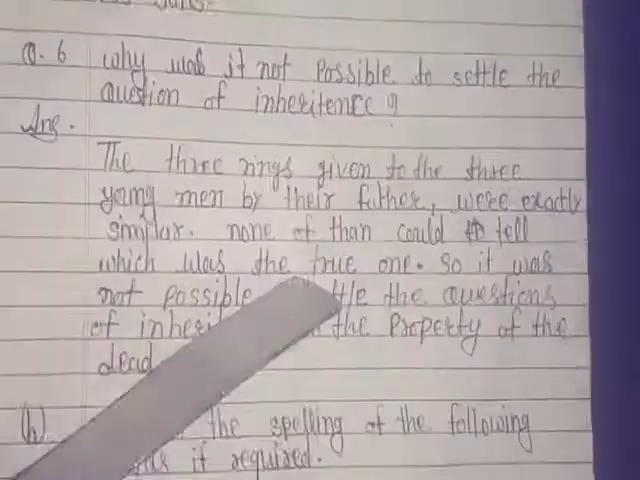 Q. 6 why was it not Possible to settle the
question of inheritence ?
Ans.
The three rings given to the three
young men by their father, were exactly
similar. none of than could to tell
which was the true one. so it was
not possible the questions
of the Property of the
dead
(h) the spelling of the following
if required.